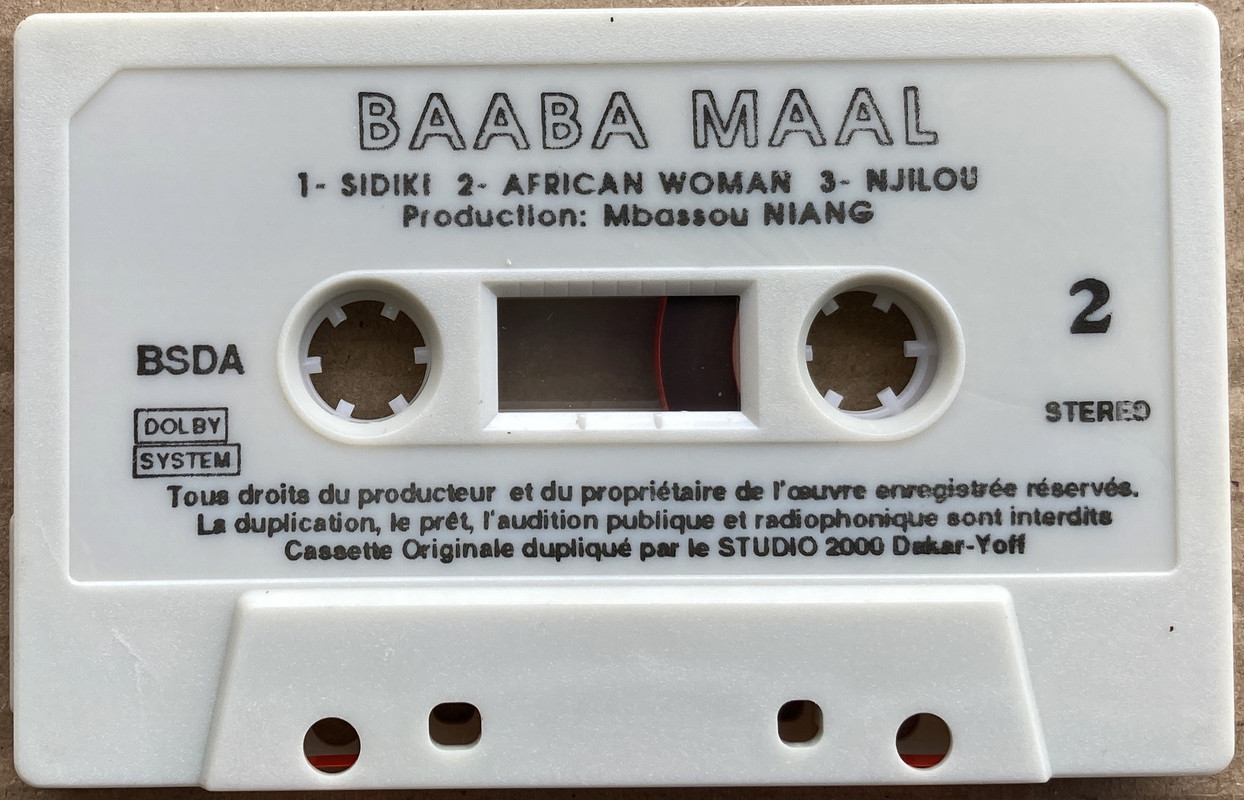 BAABA MAAL
1- SIDIKI 2- AFRICAN WOMAN 3- NJILOU
Production: Mbassou NIANG
2
BSDA
STEREO
DOLBY
SYSTEM
Tous droits du producteur et du propriétaire de l'œuvre enregistrée réservés.
La duplication, le prêt, l'audition publique et radiophonique sont interdits
Cassette Originale dupliqué par le STUDIO 2000 Dakar-Yoff